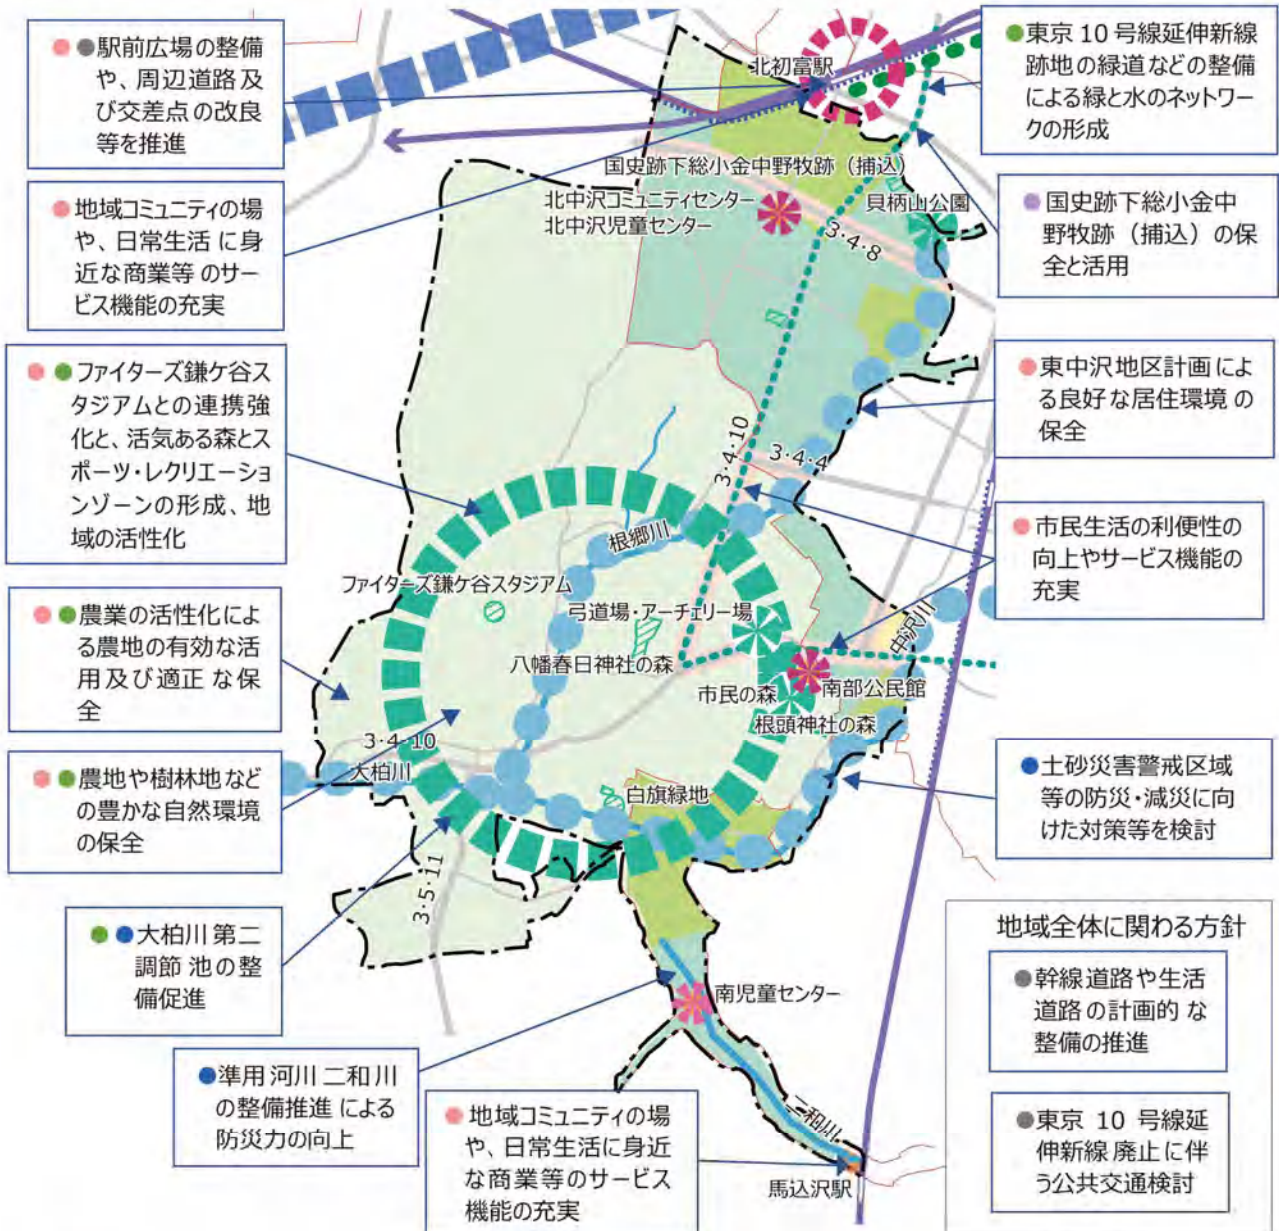 駅前広場の整備
や、周辺道路及
び交差点の改良
等を推進
地域コミュニティの場
や、日常生活に身
近な商業等のサー
ビス機能の充実
ファイターズ鎌ケ谷ス
タジアムとの連携強
化と、活気ある森とス
ポーツ・レクリエーショ
ンゾーンの形成、地
域の活性化
農業の活性化によ
る農地の有効な活
用及び適正な保
全
農地や樹林地など
の豊かな自然環境
の保全
大柏川第二
調節池の整
備促進
準用河川二和川
の整備推進による
防災力の向上
地域コミュニティの場
や、日常生活に身近
な商業等のサービス
機能の充実
北初富駅
国史跡下総小金中野牧跡（捕込）
北中沢コミュニティセンター
北中沢児童センター
貝柄山公園
3・4・8
3・4・10
3・4・4
根郷川
ファイターズ鎌ケ谷スタジアム
弓道場・アーチェリー場
八幡春日神社の森
中沢川
市民の森
南部公民館
根頭神社の森
3・4・10
大柏川
白旗緑地
3・5・11
南児童センター
二和川
馬込沢駅
東京10号線延伸新線
跡地の緑道などの整備
による緑と水のネットワー
クの形成
国史跡下総小金中
野牧跡（捕込）の保
全と活用
東中沢地区計画によ
る良好な居住環境の
保全
市民生活の利便性の
向上やサービス機能の
充実
土砂災害警戒区域
等の防災・減災に向
けた対策等を検討
地域全体に関わる方針
幹線道路や生活
道路の計画的な
整備の推進
東京10号線延
伸新線廃止に伴
う公共交通検討